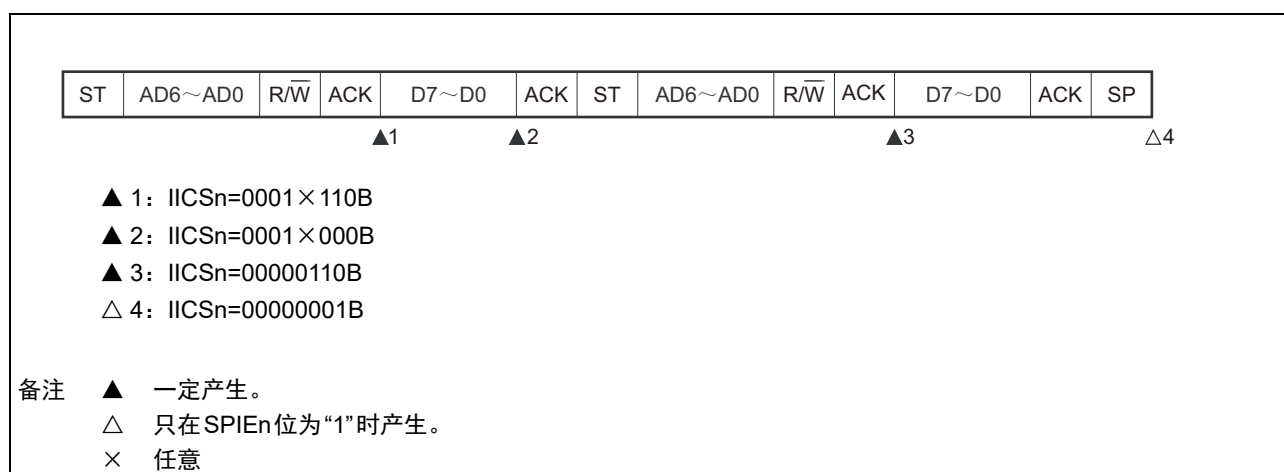 ST AD6～AD0 R/W̅ ACK D7～D0 ACK ST AD6～AD0 R/W̅ ACK D7～D0 ACK SP
▲1 ▲2 ▲3 △4
▲ 1：IICSn=0001×110B
▲ 2：IICSn=0001×000B
▲ 3：IICSn=00000110B
△ 4：IICSn=00000001B
备注 ▲ 一定产生。
△ 只在SPIEn位为“1”时产生。
× 任意